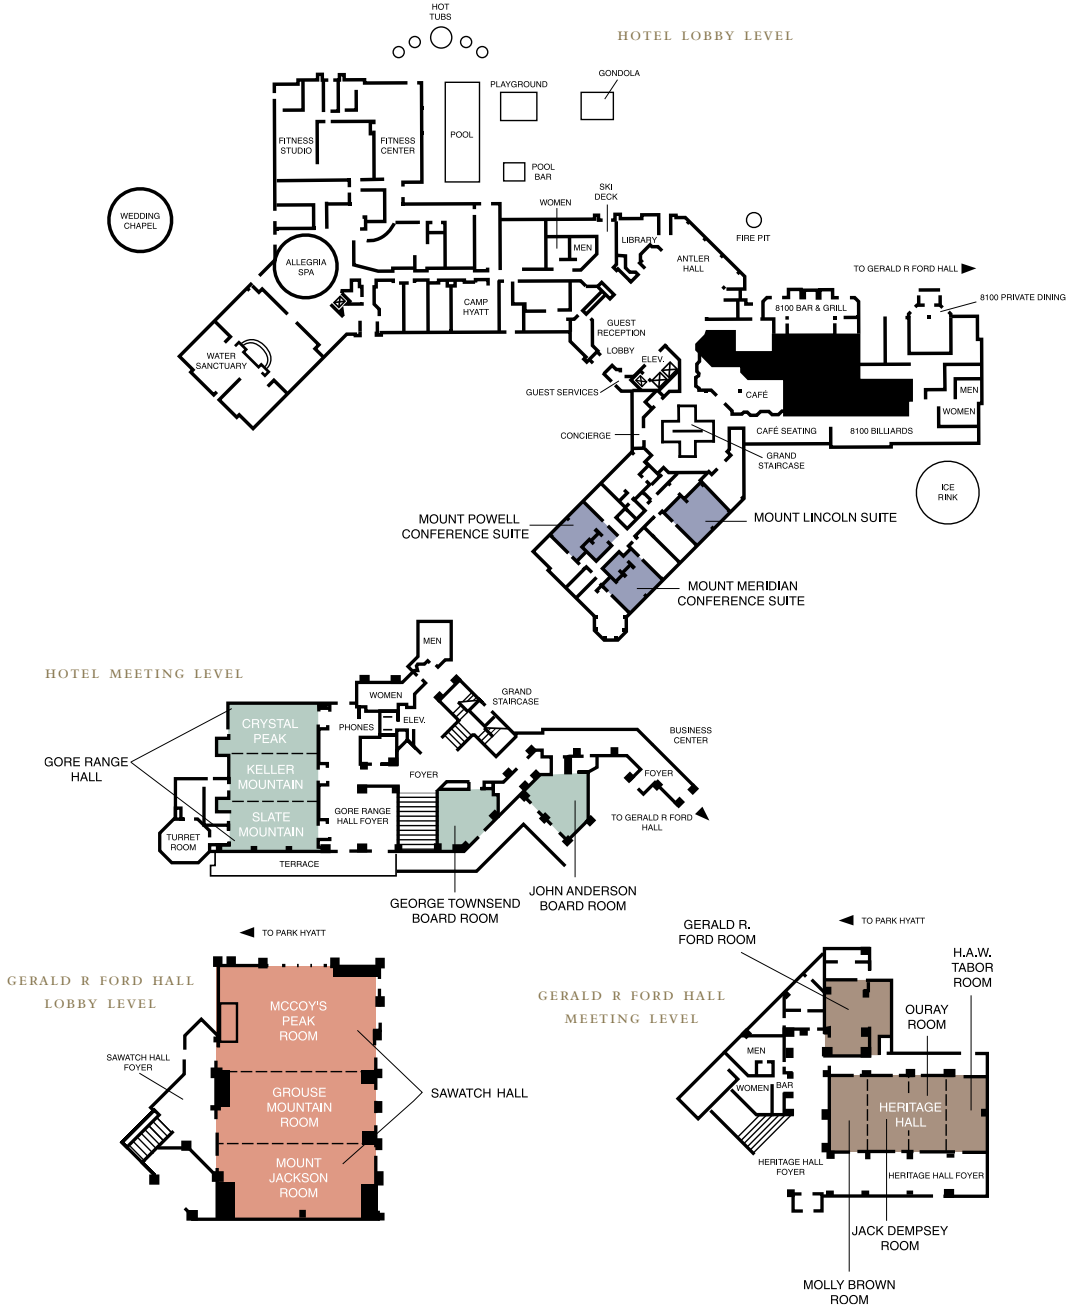 HOT
TUBS
HOTEL LOBBY LEVEL
PLAYGROUND
GONDOLA
FITNESS
STUDIO
FITNESS
CENTER
POOL
POOL
BAR
SKI
DECK
WOMEN
WEDDING
CHAPEL
MEN
LIBRARY
FIRE PIT
ANTLER
HALL
ALLEGRIA
SPA
TO GERALD R FORD HALL
8100 PRIVATE DINING
CAMP
HYATT
8100 BAR & GRILL
GUEST
RECEPTION
LOBBY
WATER
SANCTUARY
ELEV.
GUEST SERVICES
CAFÉ
MEN
WOMEN
CONCIERGE
CAFÉ SEATING
8100 BILLIARDS
GRAND
STAIRCASE
ICE
RINK
MOUNT POWELL
CONFERENCE SUITE
MOUNT LINCOLN SUITE
MOUNT MERIDIAN
CONFERENCE SUITE
HOTEL MEETING LEVEL
MEN
WOMEN
GRAND
STAIRCASE
PHONES
ELEV.
CRYSTAL
PEAK
BUSINESS
CENTER
GORE RANGE
HALL
KELLER
MOUNTAIN
FOYER
FOYER
SLATE
MOUNTAIN
GORE RANGE
HALL FOYER
TO GERALD R FORD
HALL
TURRET
ROOM
TERRACE
GEORGE TOWNSEND
BOARD ROOM
JOHN ANDERSON
BOARD ROOM
TO PARK HYATT
GERALD R FORD HALL
LOBBY LEVEL
MCCOY'S
PEAK
ROOM
SAWATCH HALL
FOYER
GROUSE
MOUNTAIN
ROOM
SAWATCH HALL
MOUNT
JACKSON
ROOM
TO PARK HYATT
GERALD R.
FORD ROOM
H.A.W.
TABOR
ROOM
GERALD R FORD HALL
MEETING LEVEL
OURAY
ROOM
MEN
WOMEN
BAR
HERITAGE
HALL
HERITAGE HALL
FOYER
HERITAGE HALL FOYER
JACK DEMPSEY
ROOM
MOLLY BROWN
ROOM